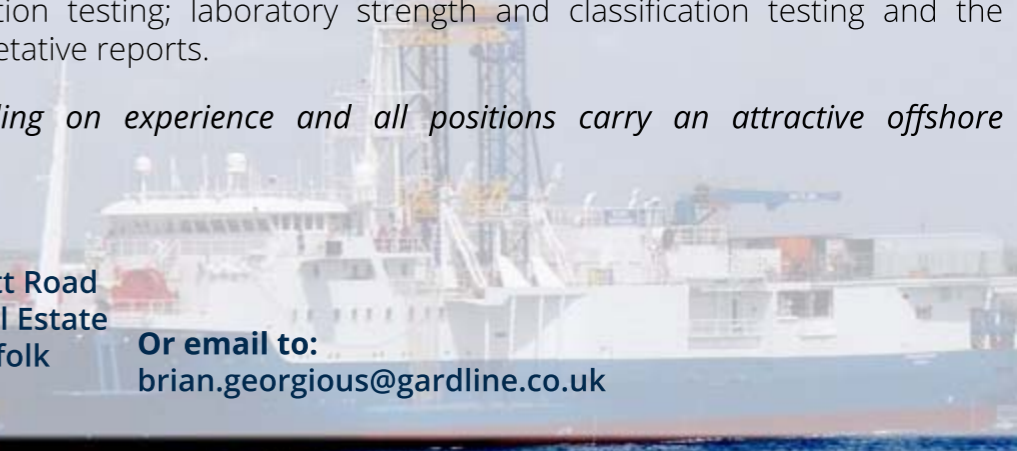 tion testing; laboratory strength and classification testing and the
etative reports.
ling on experience and all positions carry an attractive offshore
tt Road
l Estate
folk
Or email to:
brian.georgious@gardline.co.uk